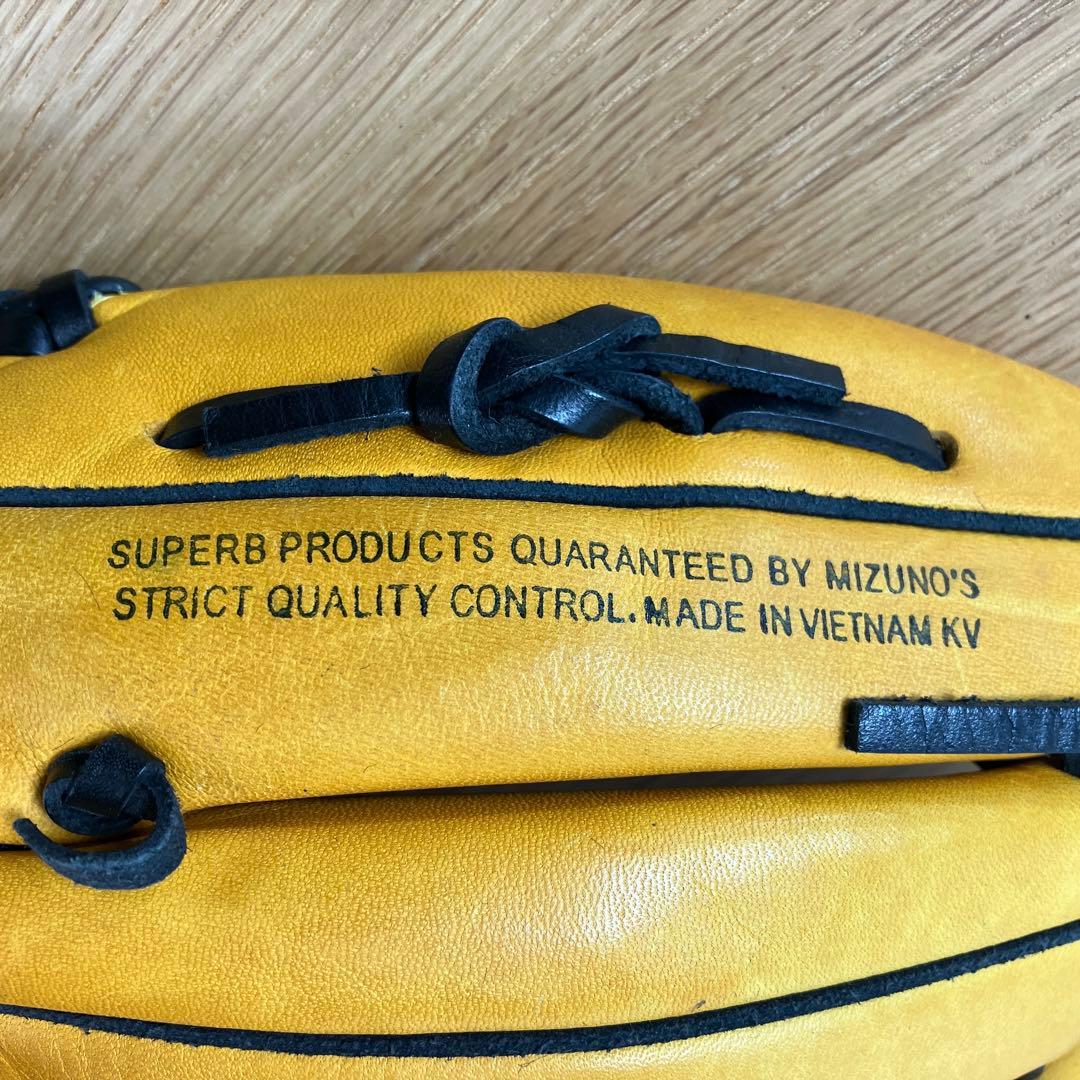 SUPERB PRODUCTS QUARANTEED BY MIZUNO'S
STRICT QUALITY CONTROL. MADE IN VIETNAM KV